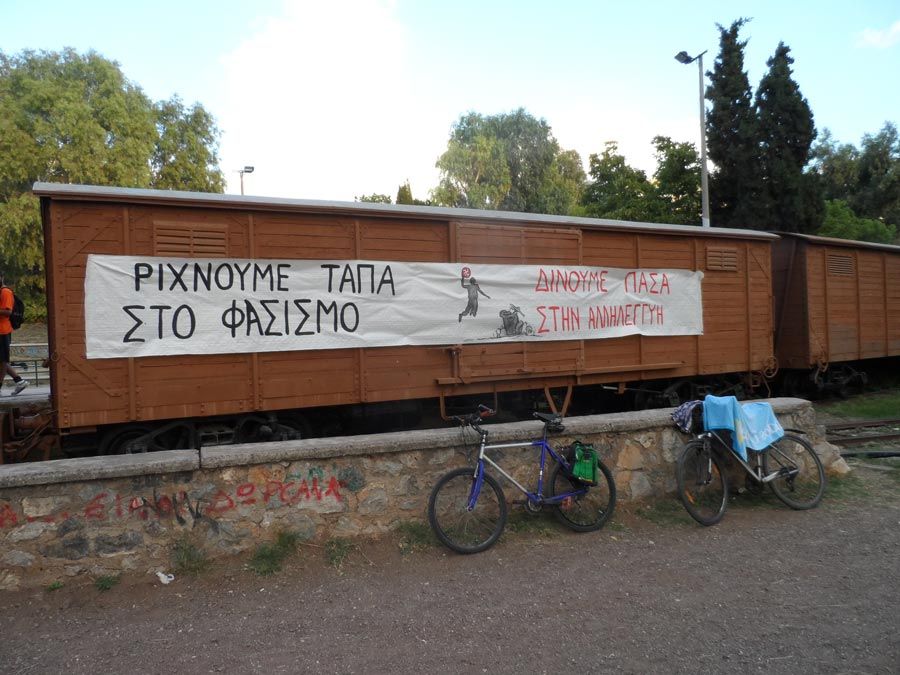 ΡΙΧΝΟΥΜΕ ΤΑΠΑ
ΣΤΟ ΦΑΣΙΣΜΟ
ΔΙΝΟΥΜΕ ΠΑΣΑ
ΣΤΗΝ ΑΛΛΗΛΕΓΓΥΗ